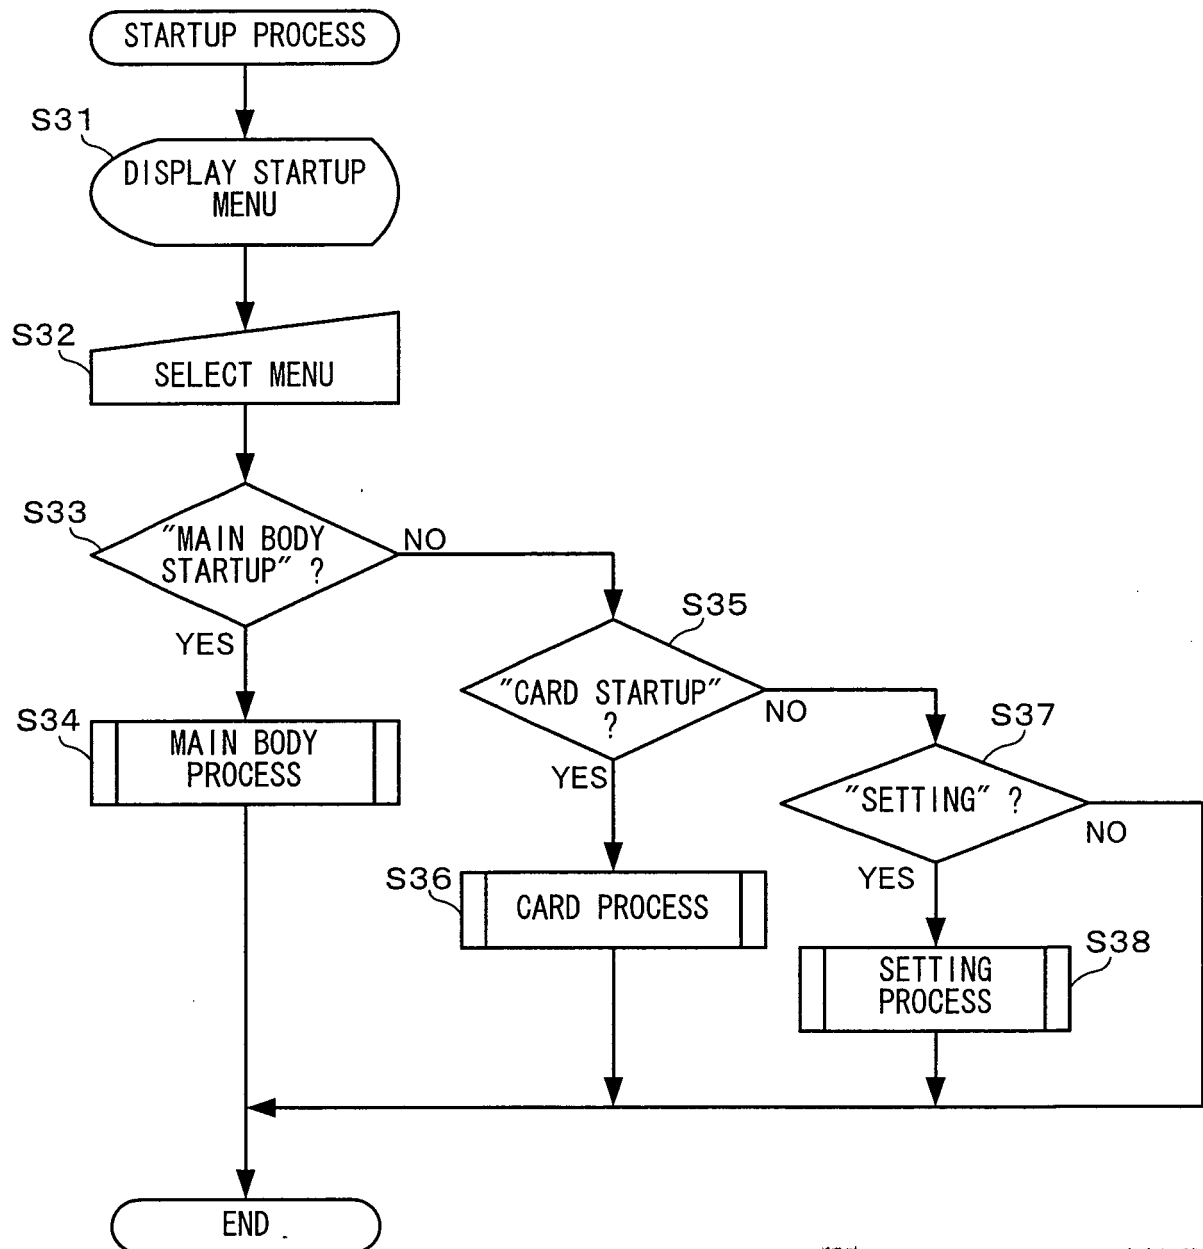 STARTUP PROCESS
S31
DISPLAY STARTUP
MENU
S32
SELECT MENU
S33
"MAIN BODY
STARTUP" ?
NO
YES
S34
MAIN BODY
PROCESS
S35
"CARD STARTUP"
?
NO
YES
S36
CARD PROCESS
S37
"SETTING" ?
NO
YES
S38
SETTING
PROCESS
END